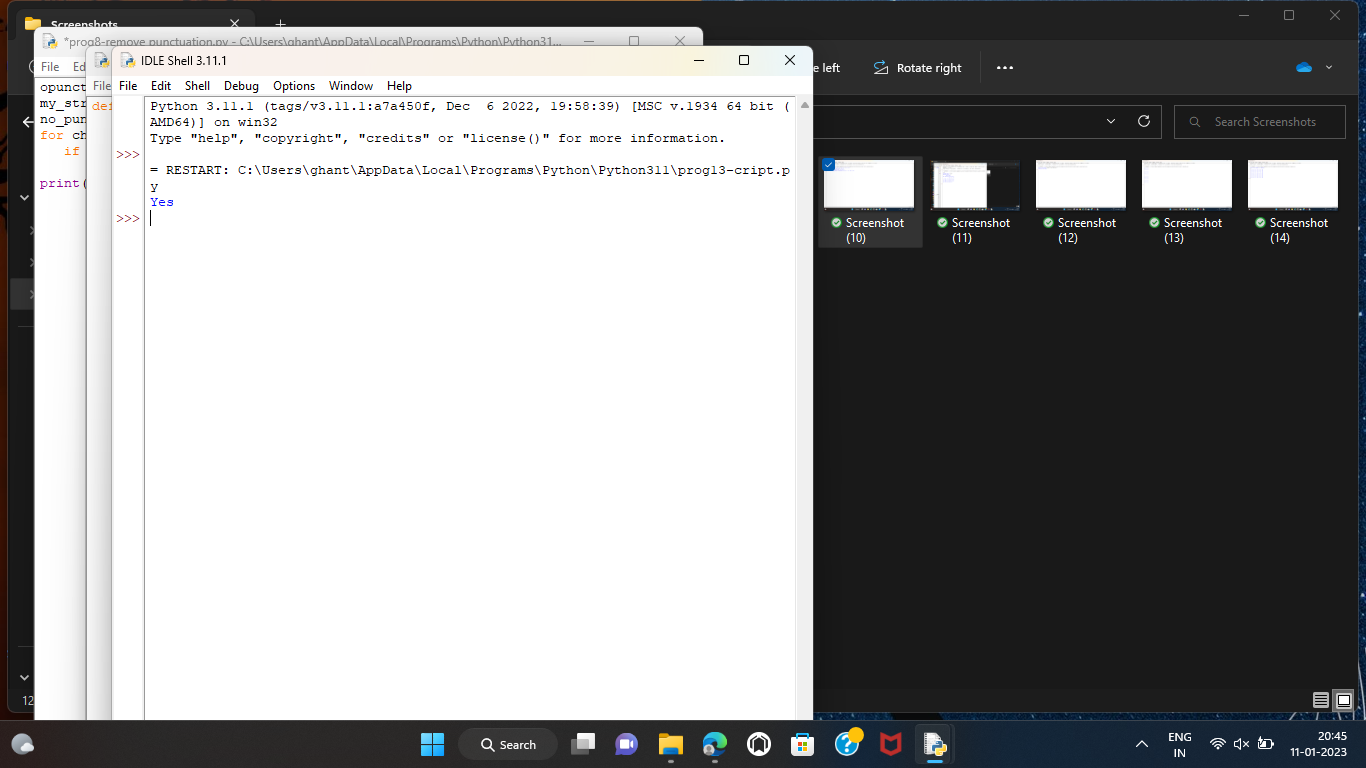 Screenshots
*prog8-remove punctuation.py - C:\Users\ghant\AppData\Local\Programs\Python\Python31...
File Ed
opunct
my_str
no_pun
for ch
if
print(
File
def
IDLE Shell 3.11.1
File Edit Shell Debug Options Window Help
Python 3.11.1 (tags/v3.11.1:a7a450f, Dec  6 2022, 19:58:39) [MSC v.1934 64 bit (
AMD64)] on win32
Type "help", "copyright", "credits" or "license()" for more information.
>>>
= RESTART: C:\Users\ghant\AppData\Local\Programs\Python\Python311\prog13-cript.p
y
Yes
>>>
e left Rotate right
Search Screenshots
Screenshot (10)
Screenshot (11)
Screenshot (12)
Screenshot (13)
Screenshot (14)
12
Search
ENG
IN
20:45
11-01-2023